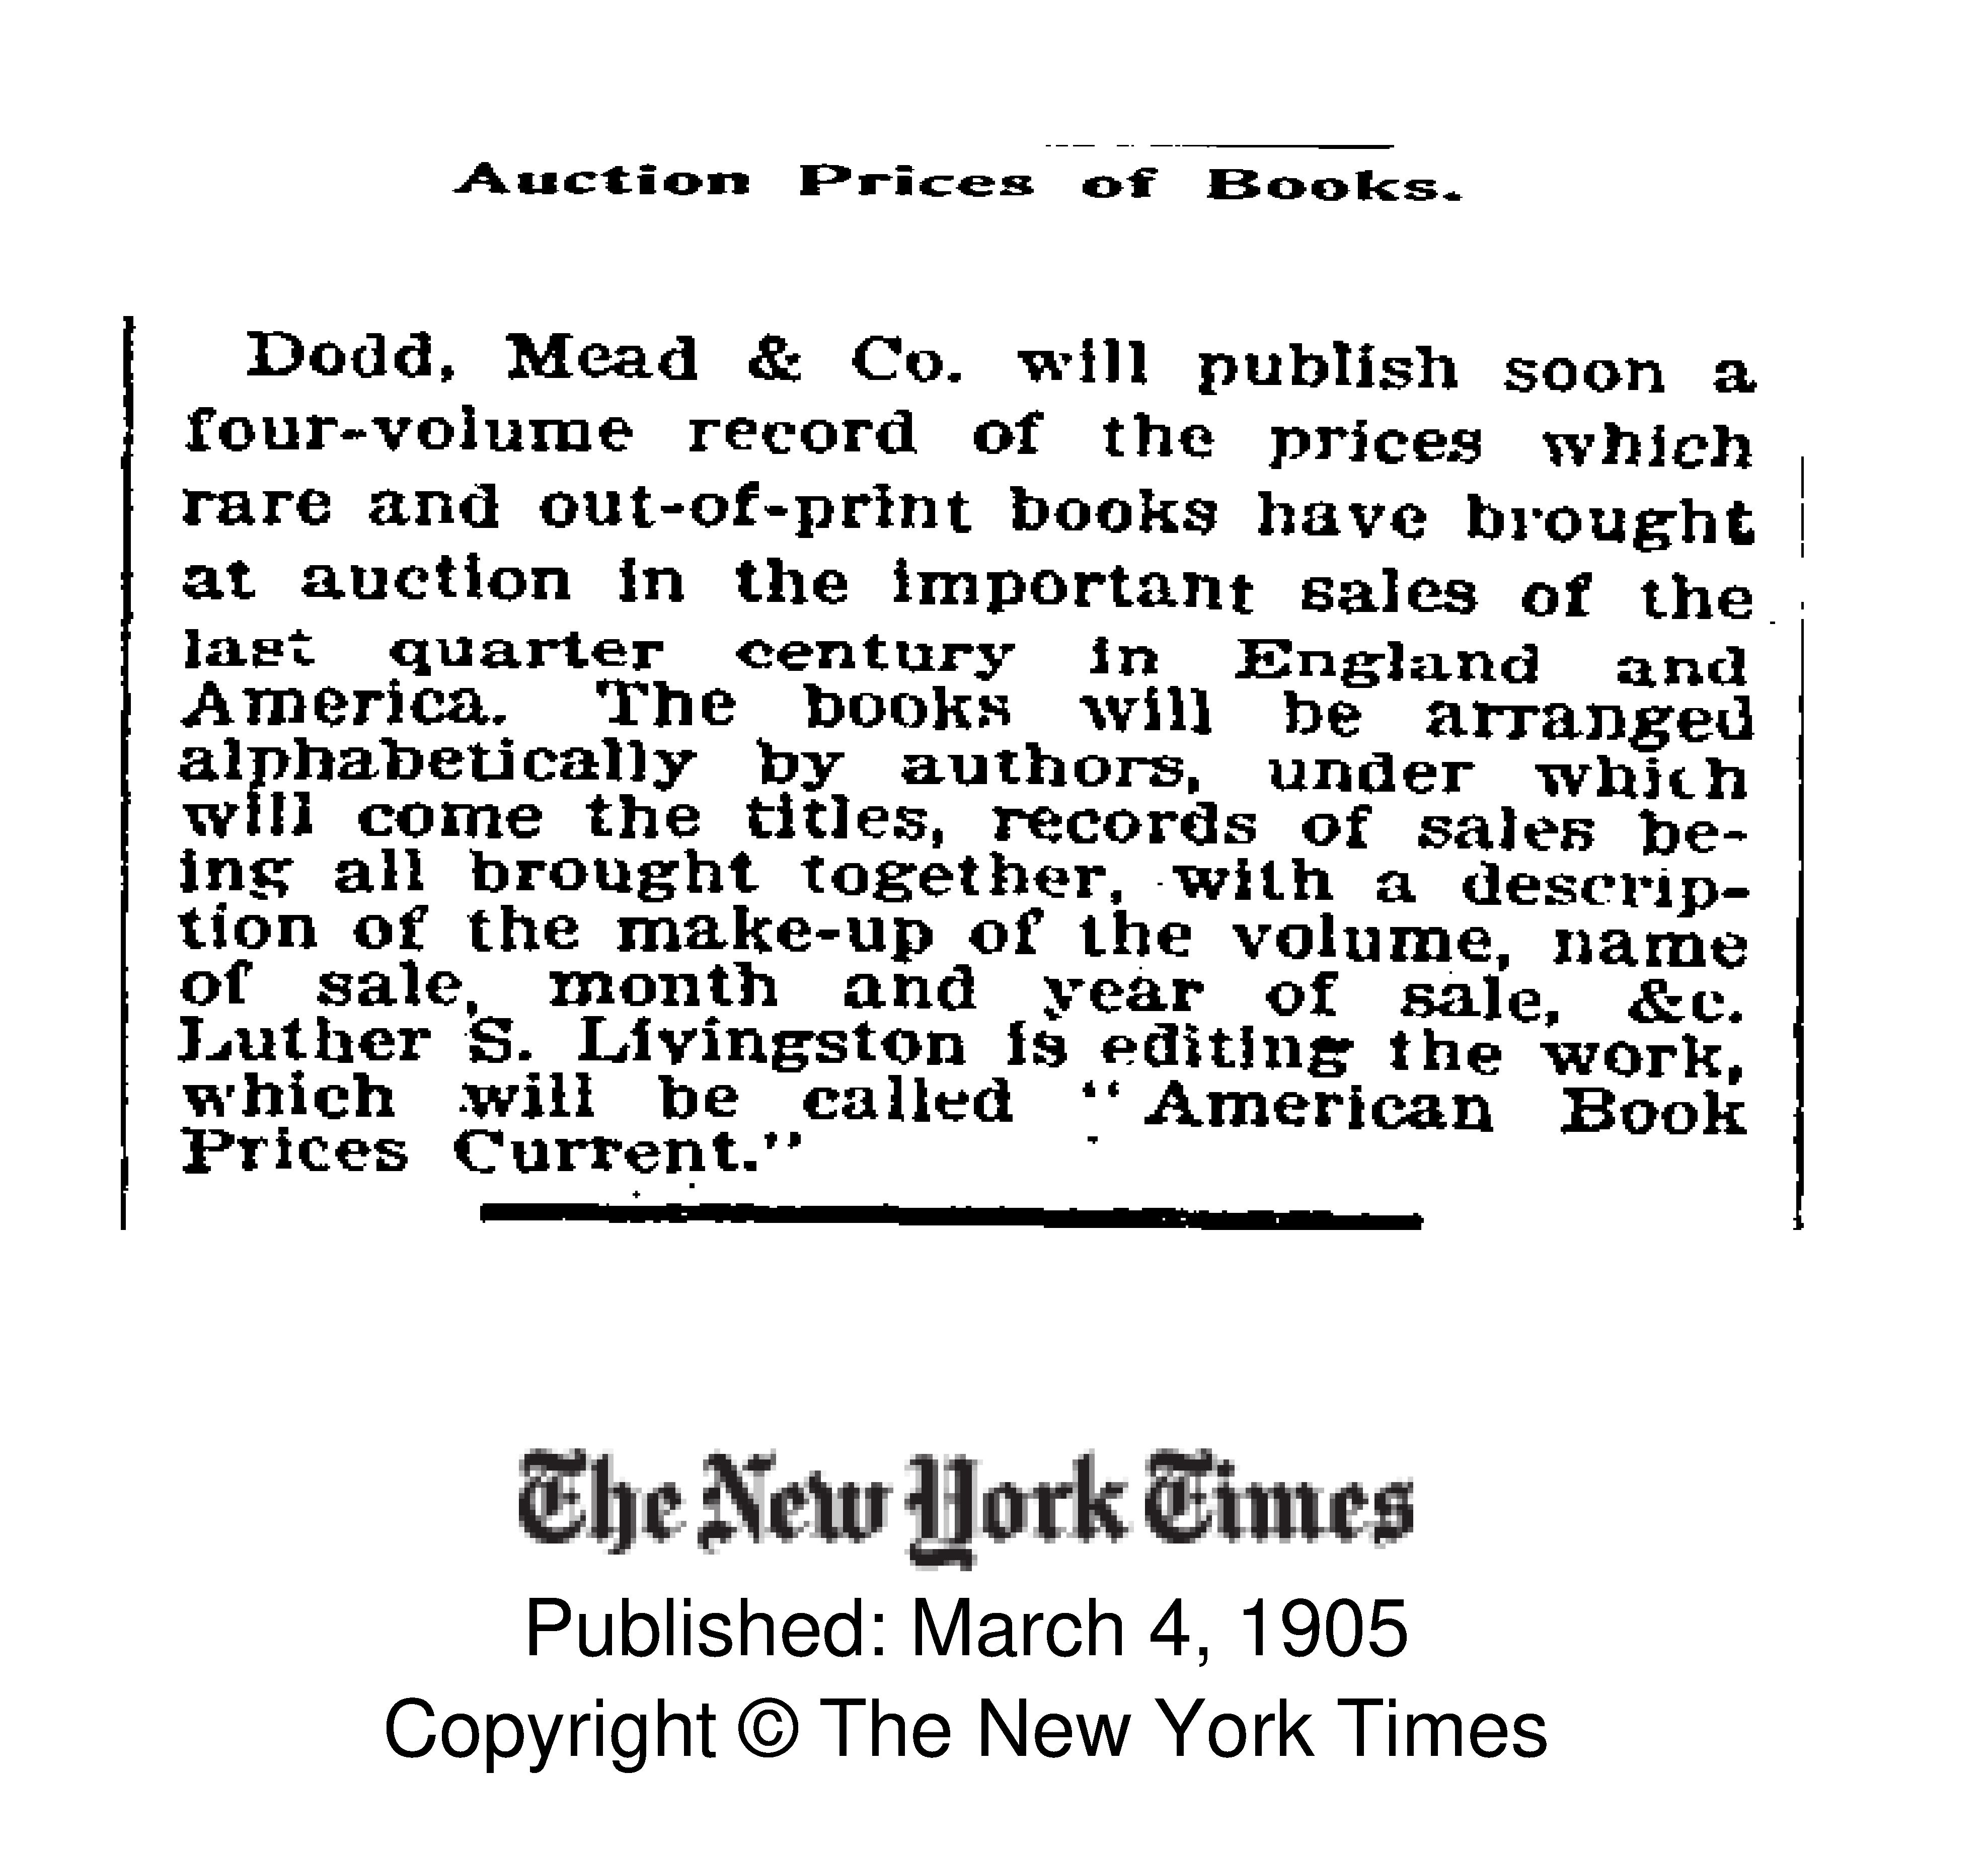 Auction Prices of Books.
Dodd, Mead & Co. will publish soon a
four-volume record of the prices which
rare and out-of-print books have brought
at auction in the important sales of the
last quarter century in England and
America. The books will be arranged
alphabetically by authors, under which
will come the titles, records of sales be-
ing all brought together, with a descrip-
tion of the make-up of the volume, name
of sale, month and year of sale, &c.
Luther S. Livingston is editing the work,
which will be called "American Book
Prices Current."
The New York Times
Published: March 4, 1905
Copyright © The New York Times